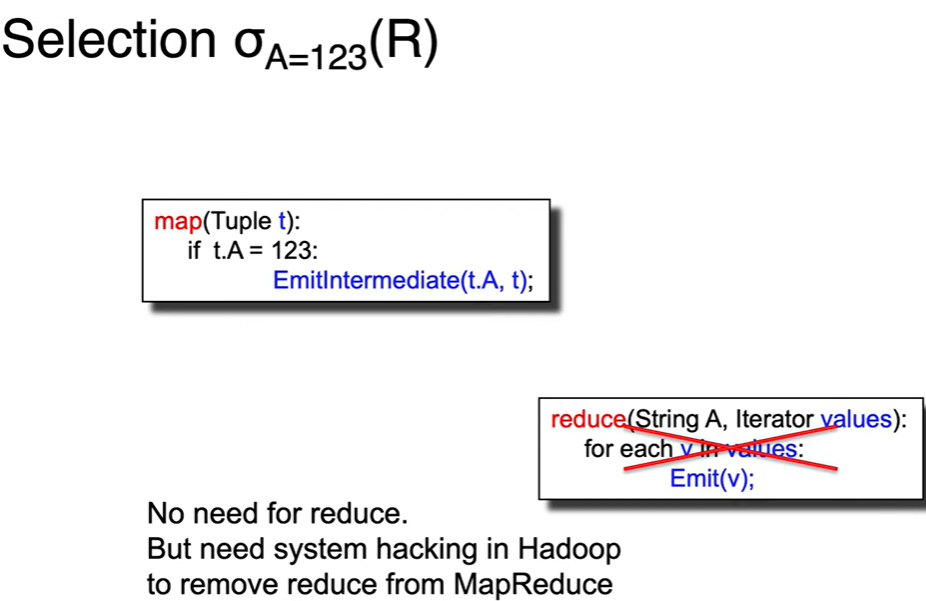 Selection σA=123(R)
map(Tuple t):
if t.A = 123:
EmitIntermediate(t.A, t);
reduce(String A, Iterator values):
for each v in values:
Emit(v);
No need for reduce.
But need system hacking in Hadoop
to remove reduce from MapReduce